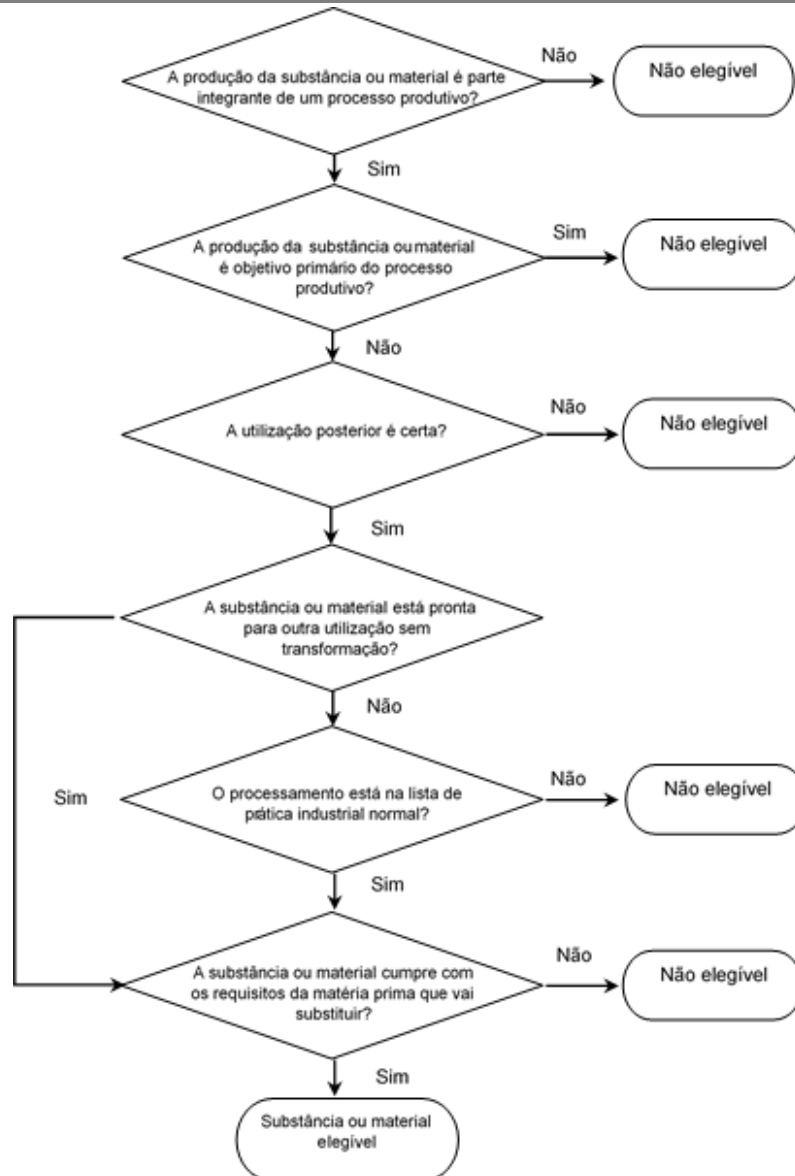 A produção da substância ou material é parte
integrante de um processo produtivo?
Não
Não elegível
Sim
A produção da substância ou material
é objetivo primário do processo
produtivo?
Sim
Não elegível
Não
A utilização posterior é certa?
Não
Não elegível
Sim
A substância ou material está pronta
para outra utilização sem
transformação?
Sim
Não
O processamento está na lista de
prática industrial normal?
Não
Não elegível
Sim
A substância ou material cumpre com
os requisitos da matéria prima que vai
substituir?
Não
Não elegível
Sim
Substância ou material
elegível